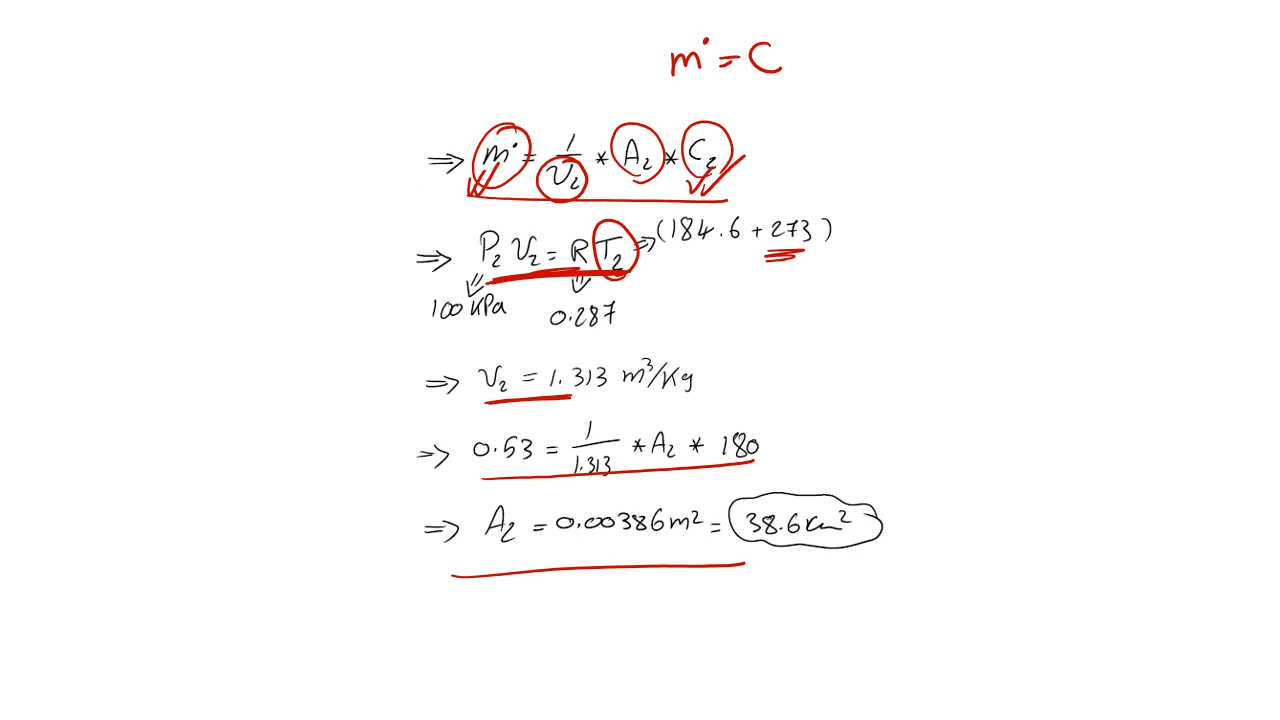 ṁ = C
⇒ ṁ = 1/v₂ * A₂ * C₂
⇒ P₂ v₂ = R T₂ ⇒ (184.6 + 273)
100 KPa 0.287
⇒ v₂ = 1.313 m³/Kg
⇒ 0.53 = 1/1.313 * A₂ * 180
⇒ A₂ = 0.00386 m² = 38.6 cm²